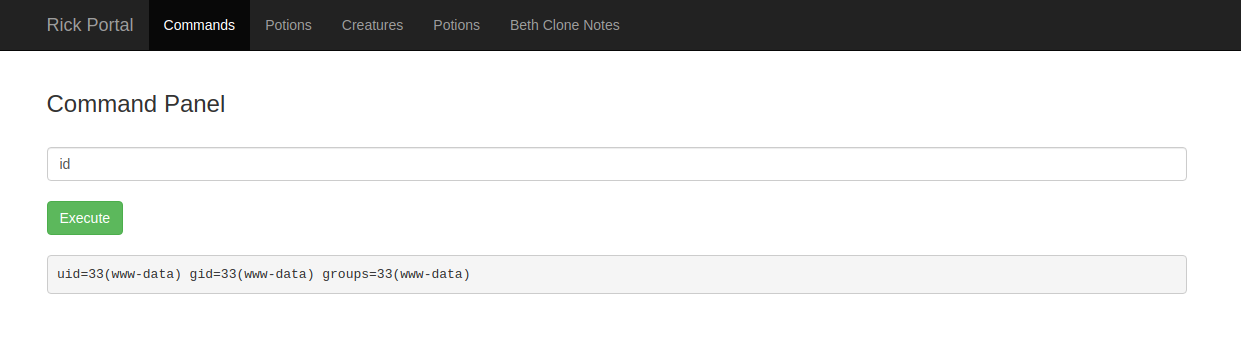 Rick Portal Commands Potions Creatures Potions Beth Clone Notes
Command Panel
id
Execute
uid=33(www-data) gid=33(www-data) groups=33(www-data)